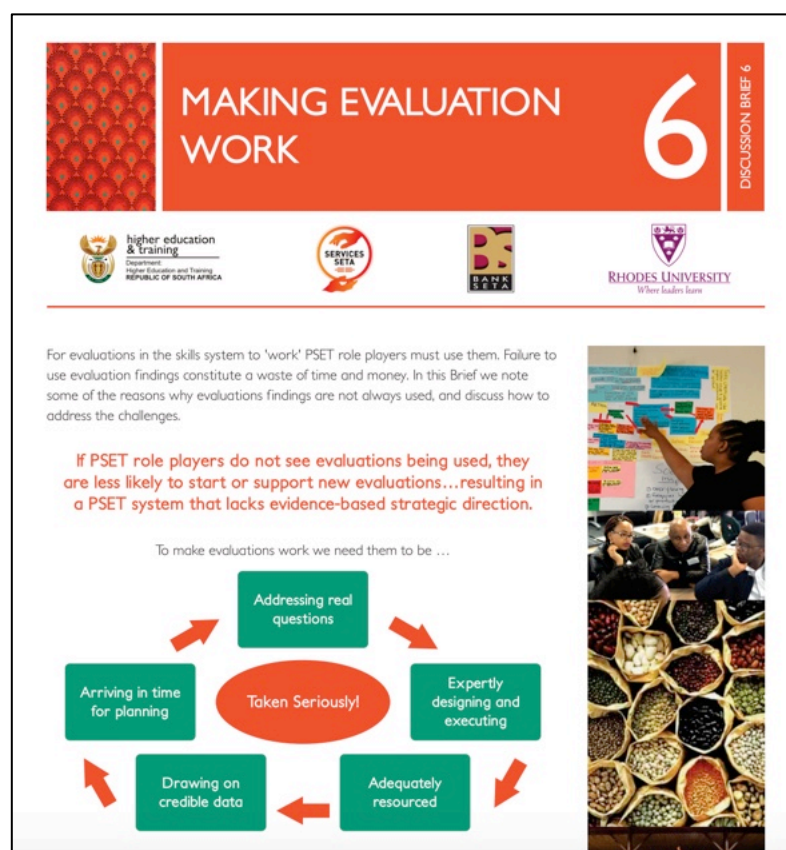 MAKING EVALUATION
WORK
6
DISCUSSION BRIEF 6
higher education
& training
Department:
Higher Education and Training
REPUBLIC OF SOUTH AFRICA
SERVICES
SETA
BANK
SETA
RHODES UNIVERSITY
Where leaders learn
For evaluations in the skills system to 'work' PSET role players must use them. Failure to
use evaluation findings constitute a waste of time and money. In this Brief we note
some of the reasons why evaluations findings are not always used, and discuss how to
address the challenges.
If PSET role players do not see evaluations being used, they
are less likely to start or support new evaluations…resulting in
a PSET system that lacks evidence-based strategic direction.
To make evaluations work we need them to be …
Addressing real
questions
Expertly
designing and
executing
Adequately
resourced
Drawing on
credible data
Arriving in time
for planning
Taken Seriously!